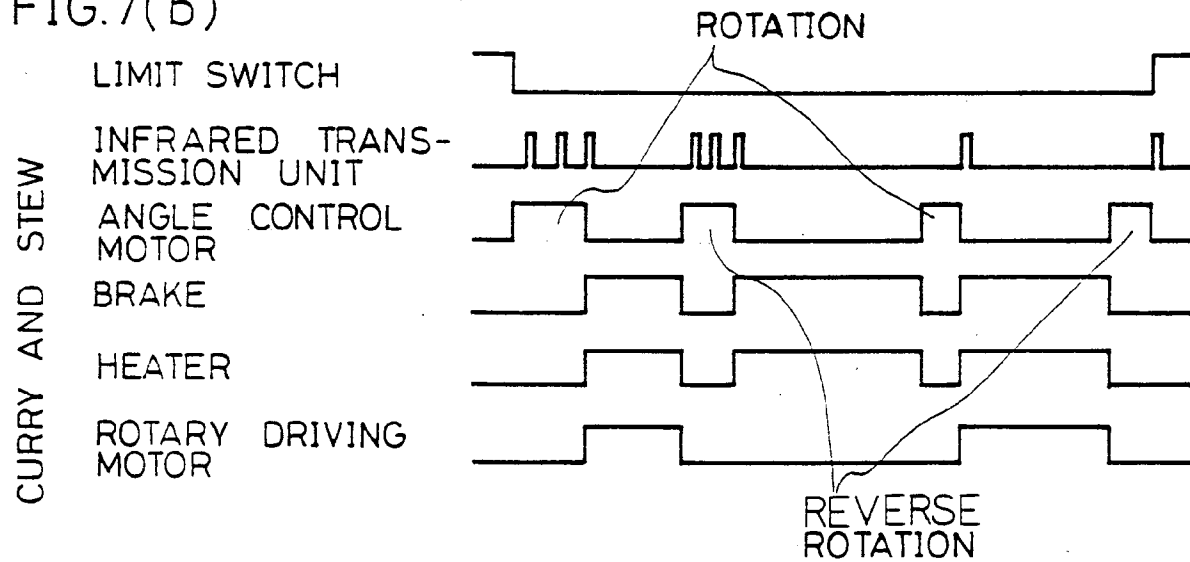 FIG.7(b)
ROTATION
LIMIT SWITCH
INFRARED TRANS-
MISSION UNIT
ANGLE CONTROL
MOTOR
BRAKE
HEATER
ROTARY DRIVING
MOTOR
CURRY AND STEW
REVERSE
ROTATION